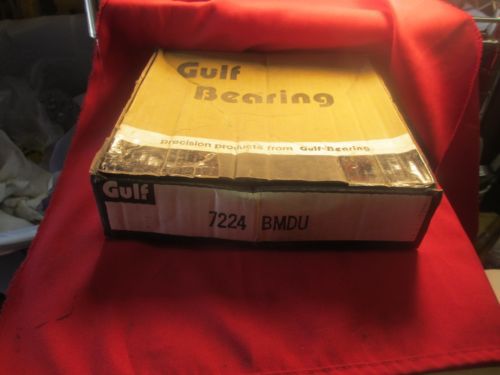 Gulf
Bearing
precision products from Gulf-Bearing
Gulf
7224 BMDU